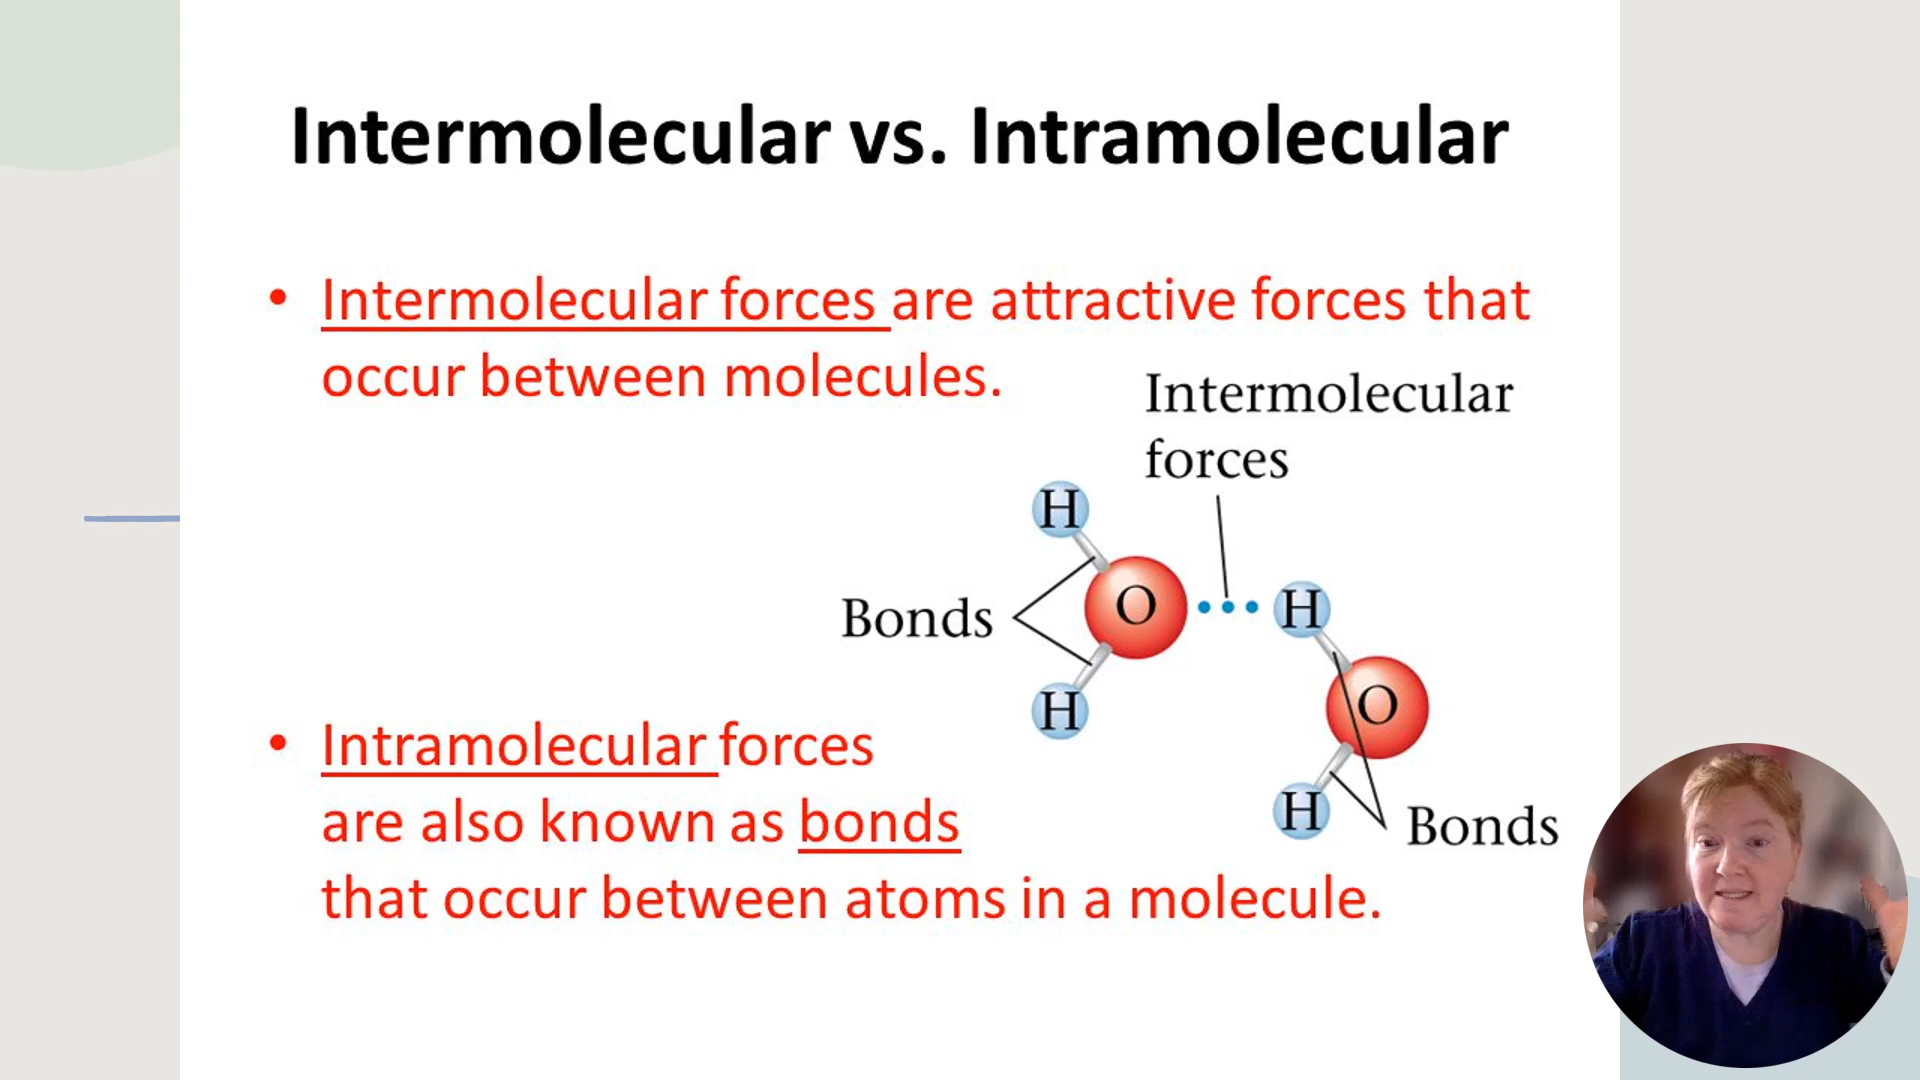 Intermolecular vs. Intramolecular
• Intermolecular forces are attractive forces that
occur between molecules.
Intermolecular
forces
H
O
H
Bonds
H
O
H
Bonds
• Intramolecular forces
are also known as bonds
that occur between atoms in a molecule.